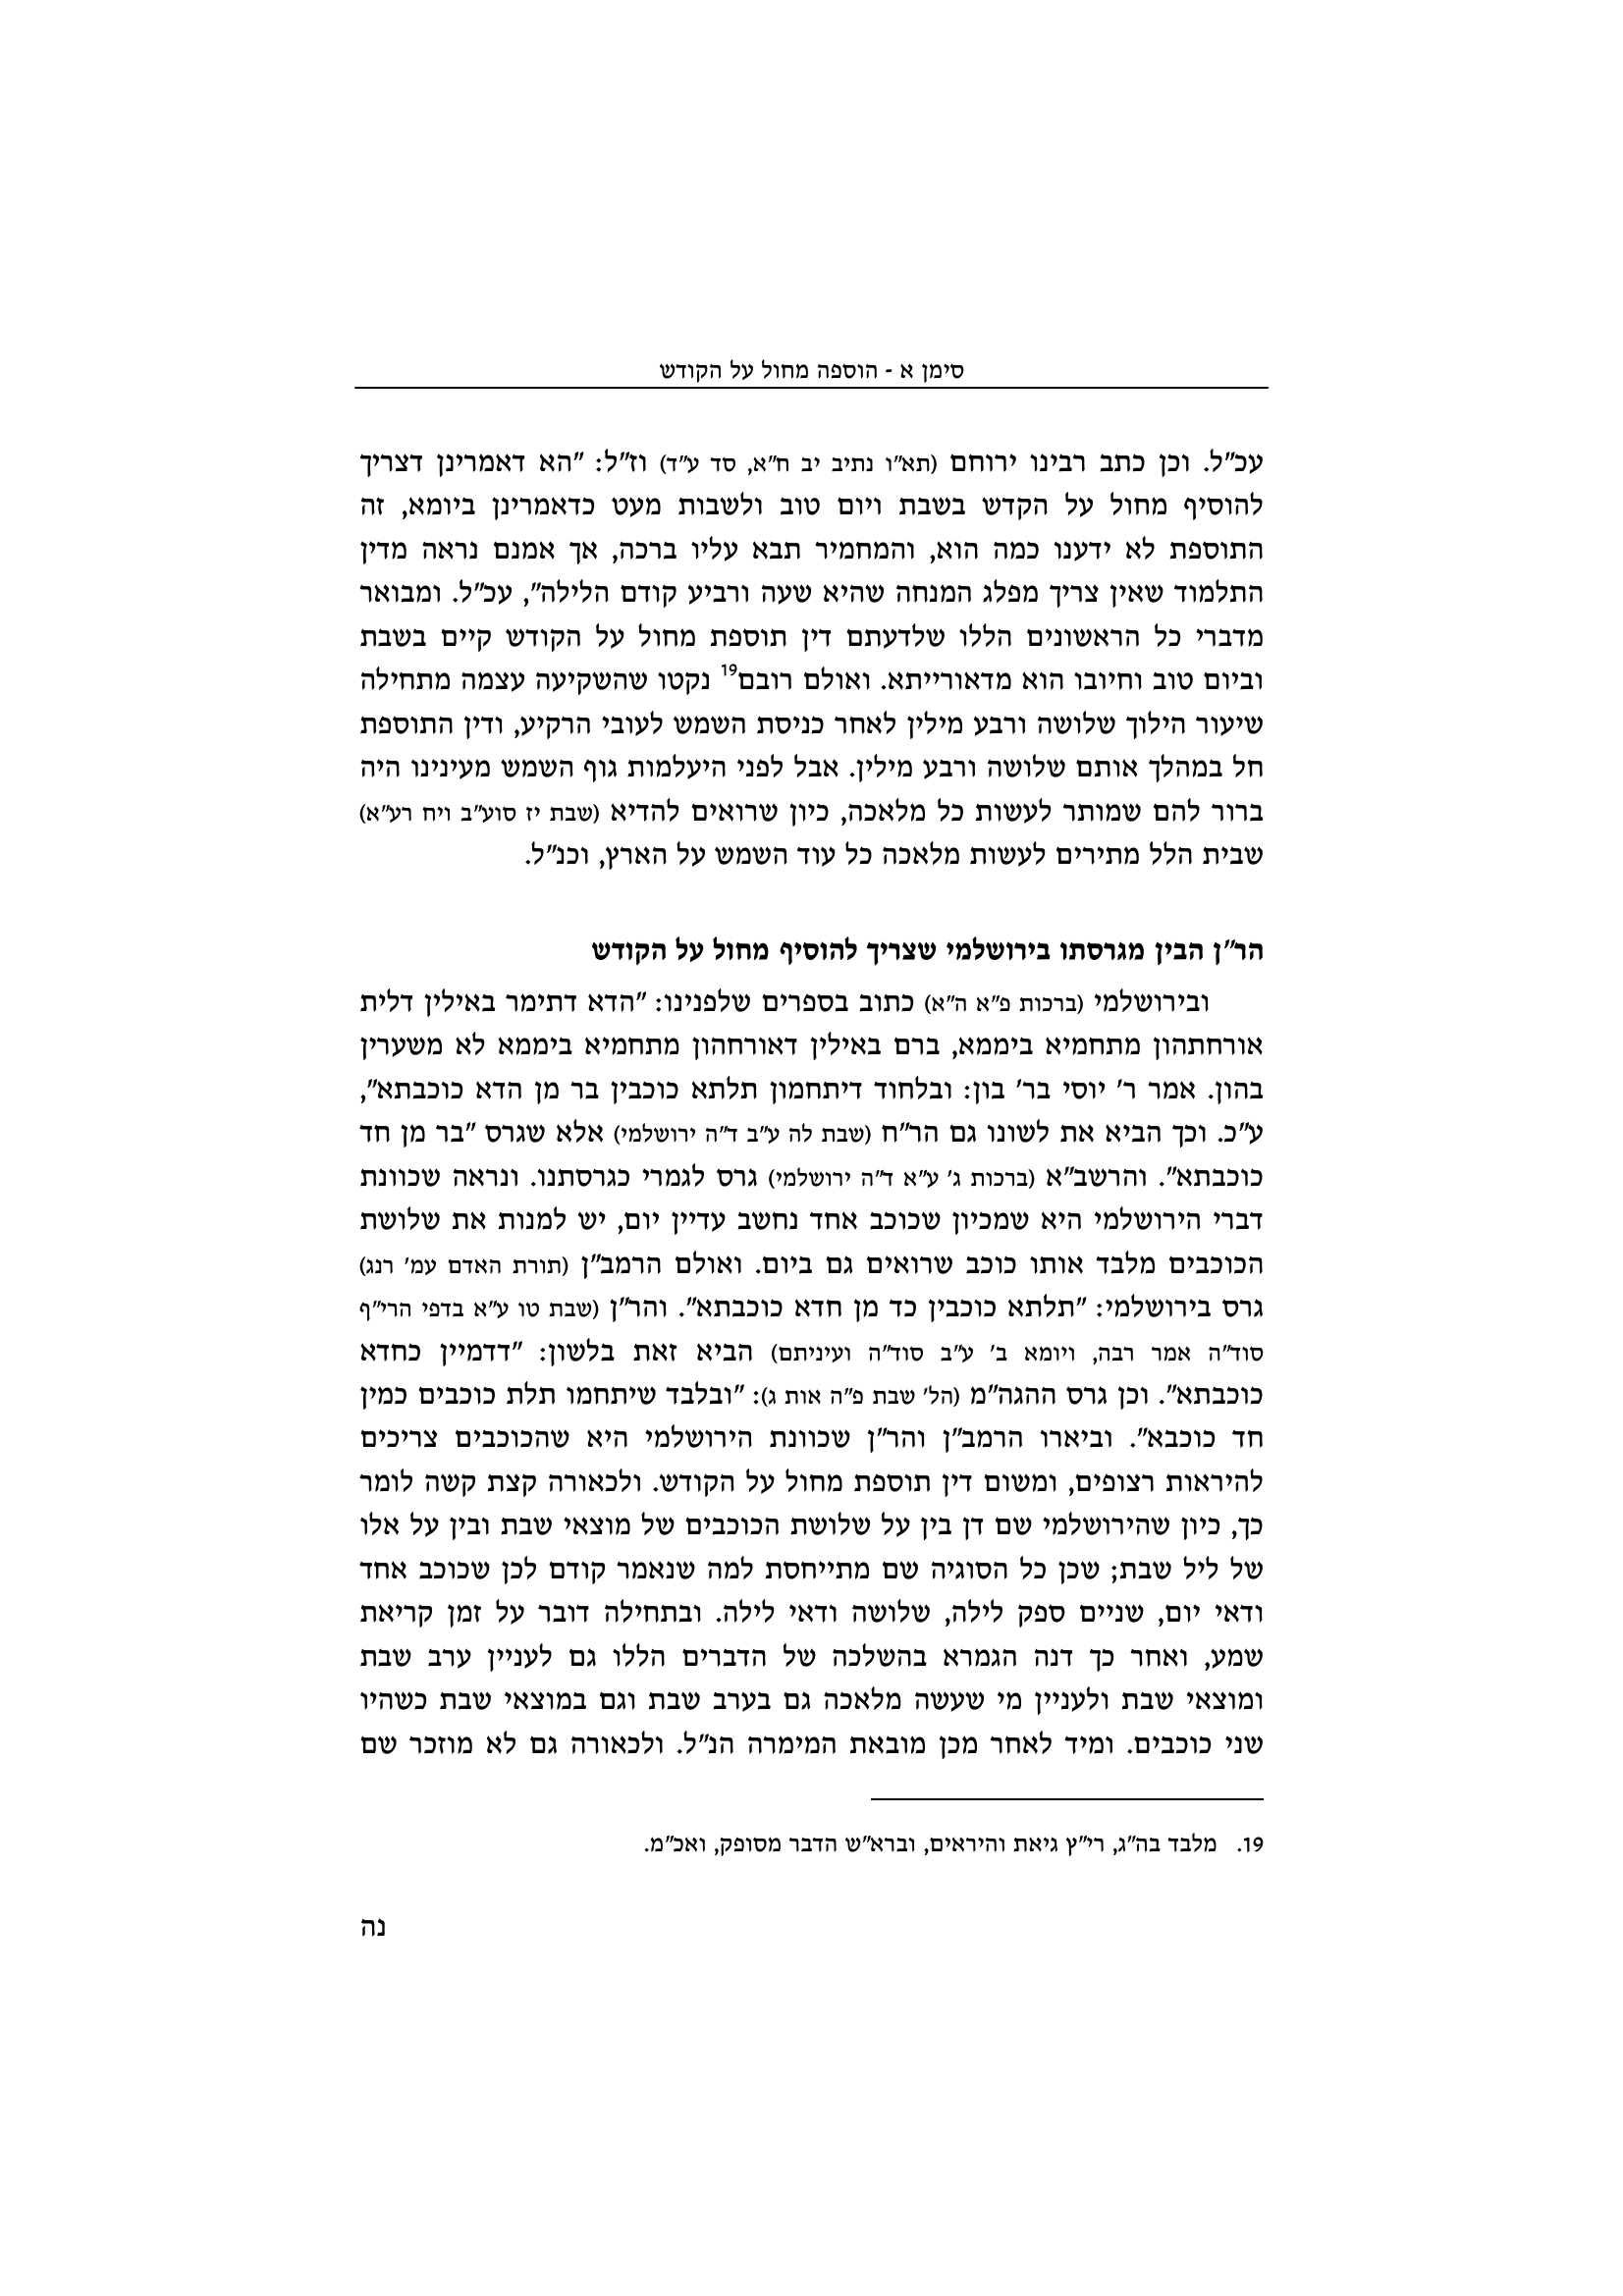 סימן א - הוספה מחול על הקודש
עכ"ל. וכן כתב רבינו ירוחם (תא"ו נתיב יב ח"א, סד ע"ד) וז"ל: "הא דאמרינן דצריך
להוסיף מחול על הקדש בשבת ויום טוב ולשבות מעט כדאמרינן ביומא, זה
התוספת לא ידענו כמה הוא, והמחמיר תבא עליו ברכה, אך אמנם נראה מדין
התלמוד שאין צריך מפלג המנחה שהיא שעה ורביע קודם הלילה", עכ"ל. ומבואר
מדברי כל הראשונים הללו שלדעתם דין תוספת מחול על הקודש קיים בשבת
וביום טוב וחיובו הוא מדאורייתא. ואולם רובם19 נקטו שהשקיעה עצמה מתחילה
שיעור הילוך שלושה ורבע מילין לאחר כניסת השמש לעובי הרקיע, ודין התוספת
חל במהלך אותם שלושה ורבע מילין. אבל לפני היעלמות גוף השמש מעינינו היה
ברור להם שמותר לעשות כל מלאכה, כיון שרואים להדיא (שבת יז סוע"ב ויח רע"א)
שבית הלל מתירים לעשות מלאכה כל עוד השמש על הארץ, וכנ"ל.
הר"ן הבין מגרסתו בירושלמי שצריך להוסיף מחול על הקודש
ובירושלמי (ברכות פ"א ה"א) כתוב בספרים שלפנינו: "הדא דתימר באילין דלית
אורחתהון מתחמיא ביממא, ברם באילין דאורחהון מתחמיא ביממא לא משערין
בהון. אמר ר' יוסי בר' בון: ובלחוד דיתחמון תלתא כוכבין בר מן הדא כוכבתא",
ע"כ. וכך הביא את לשונו גם הר"ח (שבת לה ע"ב ד"ה ירושלמי) אלא שגרס "בר מן חד
כוכבתא". והרשב"א (ברכות ג' ע"א ד"ה ירושלמי) גרס לגמרי כגרסתנו. ונראה שכוונת
דברי הירושלמי היא שמכיון שכוכב אחד נחשב עדיין יום, יש למנות את שלושת
הכוכבים מלבד אותו כוכב שרואים גם ביום. ואולם הרמב"ן (תורת האדם עמ' רנג)
גרס בירושלמי: "תלתא כוכבין כד מן חדא כוכבתא". והר"ן (שבת טו ע"א בדפי הרי"ף
סוד"ה אמר רבה, ויומא ב' ע"ב סוד"ה ועיניתם) הביא זאת בלשון: "דדמיין כחדא
כוכבתא". וכן גרס ההגה"מ (הל' שבת פ"ה אות ג): "ובלבד שיתחמו תלת כוכבים כמין
חד כוכבא". וביארו הרמב"ן והר"ן שכוונת הירושלמי היא שהכוכבים צריכים
להיראות רצופים, ומשום דין תוספת מחול על הקודש. ולכאורה קצת קשה לומר
כך, כיון שהירושלמי שם דן בין על שלושת הכוכבים של מוצאי שבת ובין על אלו
של ליל שבת; שכן כל הסוגיה שם מתייחסת למה שנאמר קודם לכן שכוכב אחד
ודאי יום, שניים ספק לילה, שלושה ודאי לילה. ובתחילה דובר על זמן קריאת
שמע, ואחר כך דנה הגמרא בהשלכה של הדברים הללו גם לעניין ערב שבת
ומוצאי שבת ולעניין מי שעשה מלאכה גם בערב שבת וגם במוצאי שבת כשהיו
שני כוכבים. ומיד לאחר מכן מובאת המימרה הנ"ל. ולכאורה גם לא מוזכר שם
19. מלבד בה"ג, רי"ץ גיאת והיראים, וברא"ש הדבר מסופק, ואכ"מ.
נה